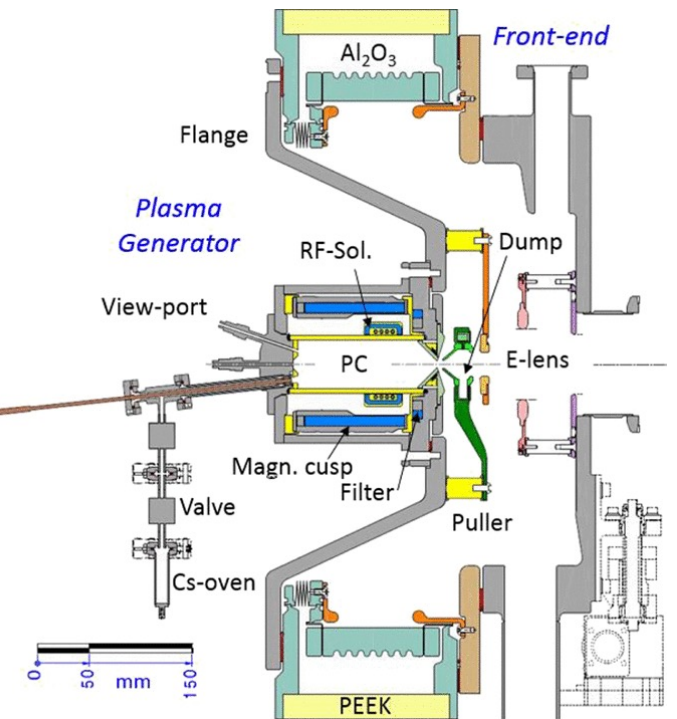 Front-end
Al2O3
Flange
Plasma
Generator
RF-Sol.
Dump
View-port
PC
E-lens
Magn. cusp
Filter
Valve
Puller
Cs-oven
0
50
150
mm
PEEK